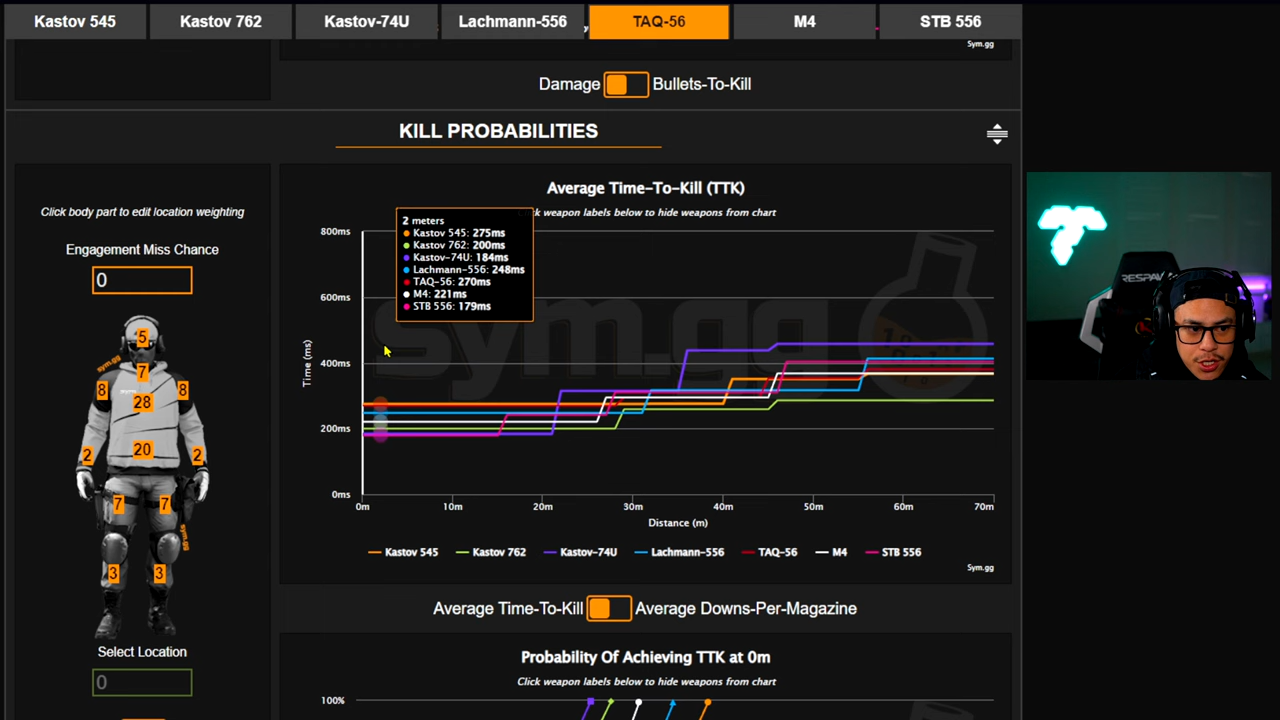 Kastov 545 Kastov 762 Kastov-74U Lachmann-556 TAQ-56 M4 STB 556
Sym.gg
Damage Bullets-To-Kill
KILL PROBABILITIES
Click body part to edit location weighting
Engagement Miss Chance
0
5
7
8 8
28
20
2 2
7 7
3 3
sym.gg
sym.gg
Select Location
0
Average Time-To-Kill (TTK)
Click weapon labels below to hide weapons from chart
2 meters
Kastov 545: 275ms
Kastov 762: 200ms
Kastov-74U: 184ms
Lachmann-556: 248ms
TAQ-56: 270ms
M4: 221ms
STB 556: 179ms
sym.gg
800ms
600ms
400ms
200ms
0ms
Time (ms)
0m 10m 20m 30m 40m 50m 60m 70m
Distance (m)
Kastov 545 Kastov 762 Kastov-74U Lachmann-556 TAQ-56 M4 STB 556
Sym.gg
Average Time-To-Kill Average Downs-Per-Magazine
Probability Of Achieving TTK at 0m
Click weapon labels below to hide weapons from chart
100%
RESPAW